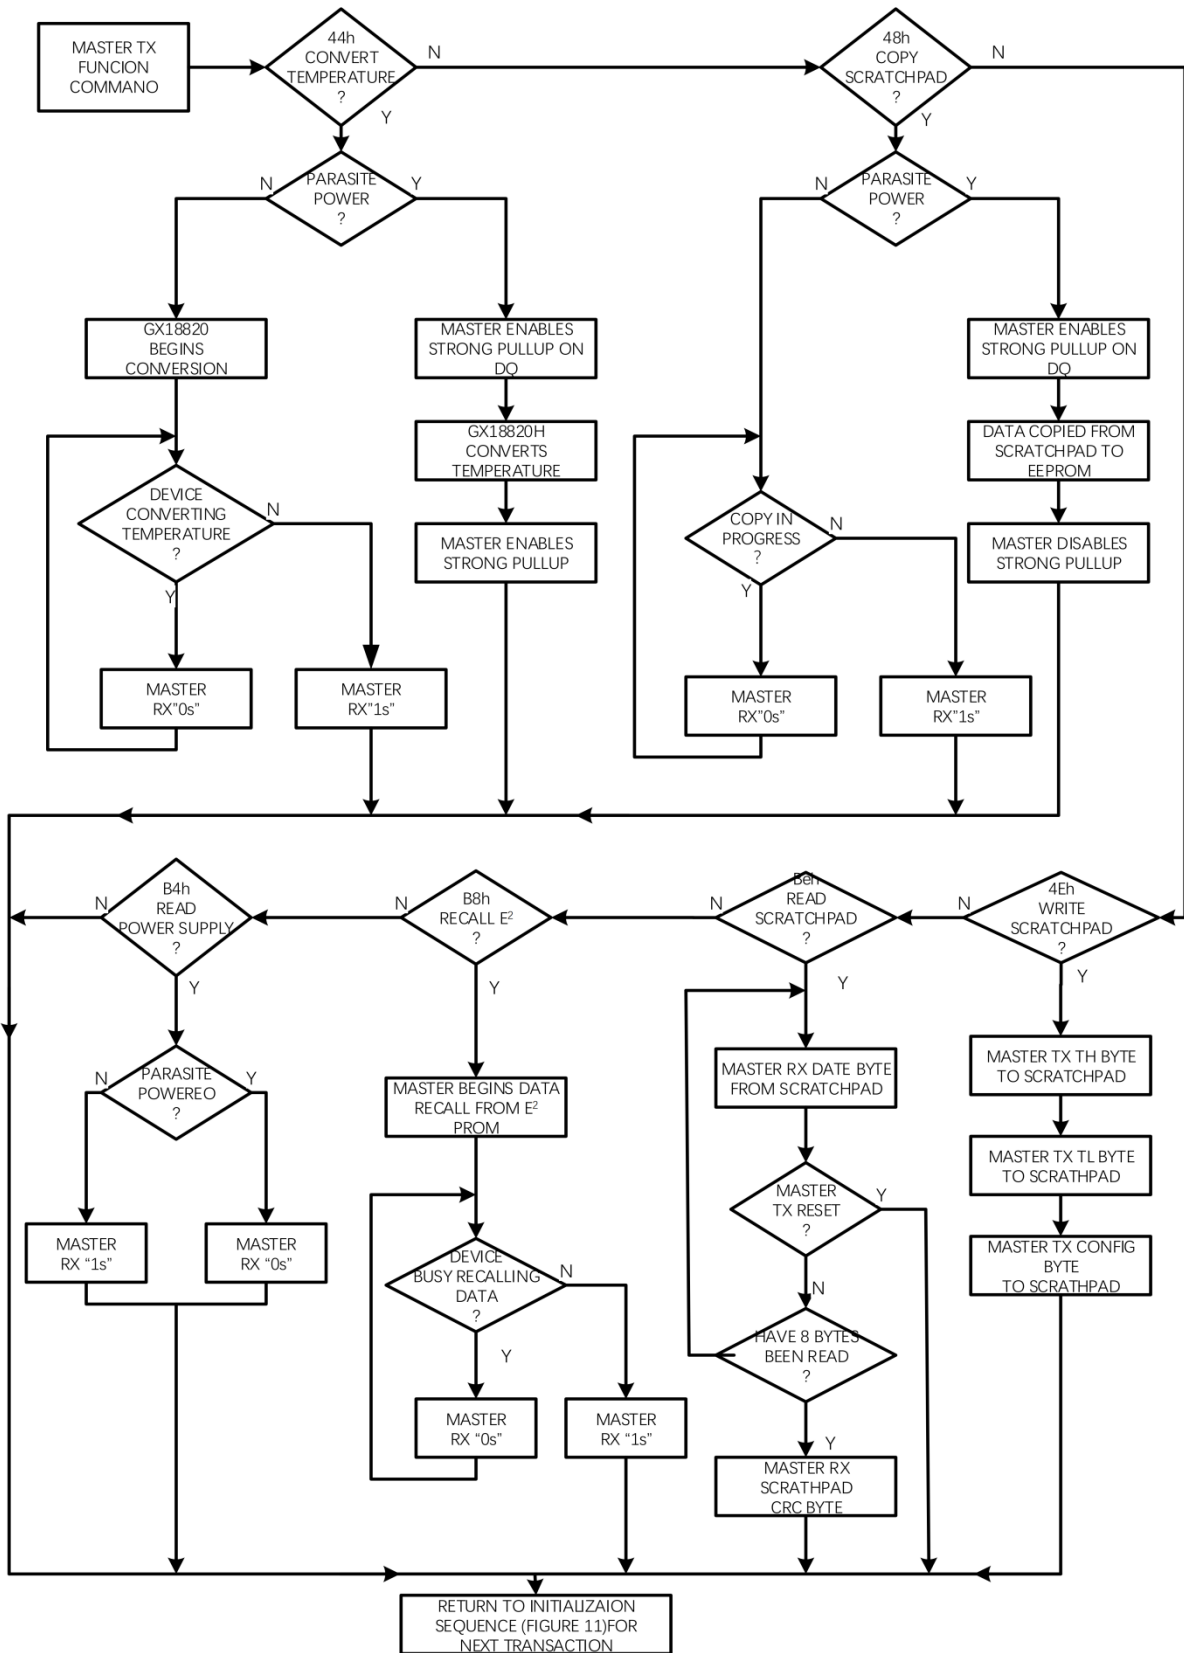 MASTER TX
FUNCION
COMMANO
44h
CONVERT
TEMPERATURE
?
N
Y
48h
COPY
SCRATCHPAD
?
N
Y
PARASITE
POWER
?
N
Y
PARASITE
POWER
?
N
Y
GX18820
BEGINS
CONVERSION
MASTER ENABLES
STRONG PULLUP ON
DQ
MASTER ENABLES
STRONG PULLUP ON
DQ
GX18820H
CONVERTS
TEMPERATURE
DATA COPIED FROM
SCRATCHPAD TO
EEPROM
DEVICE
CONVERTING
TEMPERATURE
?
N
Y
MASTER ENABLES
STRONG PULLUP
COPY IN
PROGRESS
?
N
Y
MASTER DISABLES
STRONG PULLUP
MASTER
RX"0s"
MASTER
RX"1s"
MASTER
RX"0s"
MASTER
RX"1s"
B4h
READ
POWER SUPPLY
?
N
Y
B8h
RECALL E²
?
N
Y
Beh
READ
SCRATCHPAD
?
N
Y
4Eh
WRITE
SCRATCHPAD
?
N
Y
PARASITE
POWEREO
?
N
Y
MASTER BEGINS DATA
RECALL FROM E²
PROM
MASTER RX DATE BYTE
FROM SCRATCHPAD
MASTER TX TH BYTE
TO SCRATCHPAD
MASTER TX TL BYTE
TO SCRATHPAD
MASTER
TX RESET
?
Y
N
MASTER
RX “1s”
MASTER
RX “0s”
DEVICE
BUSY RECALLING
DATA
?
N
Y
MASTER TX CONFIG
BYTE
TO SCRATHPAD
HAVE 8 BYTES
BEEN READ
?
Y
MASTER
RX “0s”
MASTER
RX “1s”
MASTER RX
SCRATHPAD
CRC BYTE
RETURN TO INITIALIZAION
SEQUENCE (FIGURE 11)FOR
NEXT TRANSACTION